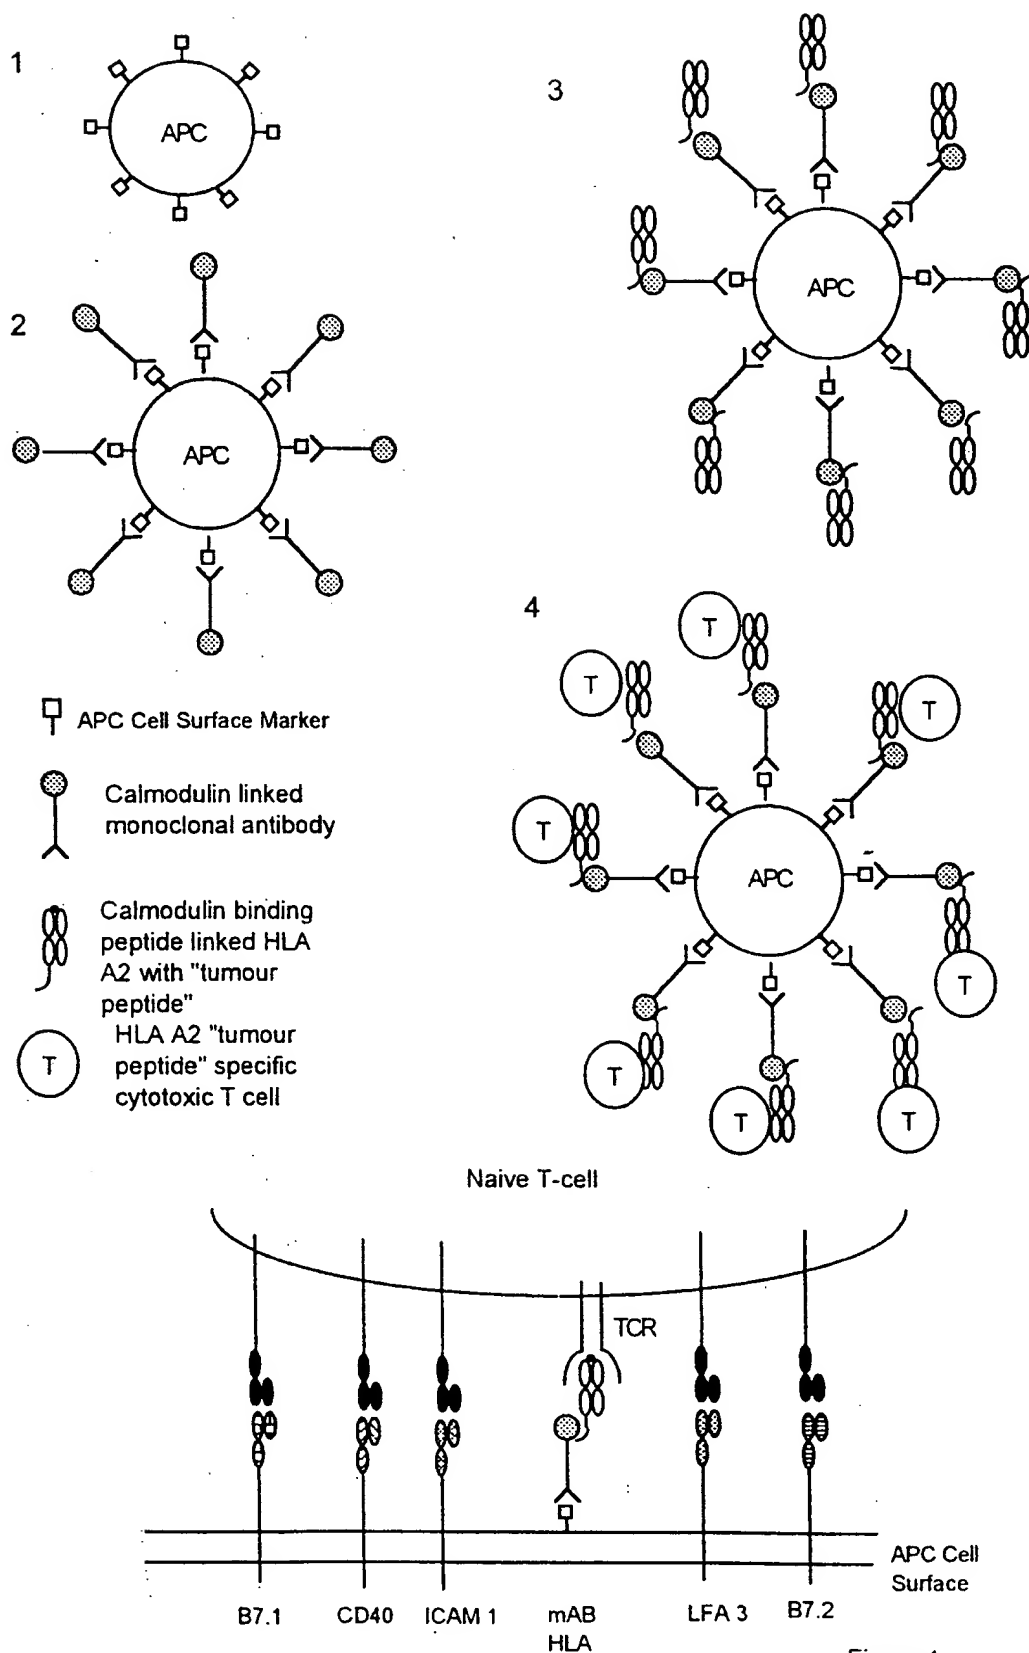 1
APC
2
APC
3
APC
4
T
T
T
T
APC
T
T
T
T
APC Cell Surface Marker
Calmodulin linked
monoclonal antibody
Calmodulin binding
peptide linked HLA
A2 with "tumour
peptide"
T
HLA A2 "tumour
peptide" specific
cytotoxic T cell
Naive T-cell
TCR
APC Cell
Surface
B7.1
CD40
ICAM 1
mAB
HLA
LFA 3
B7.2